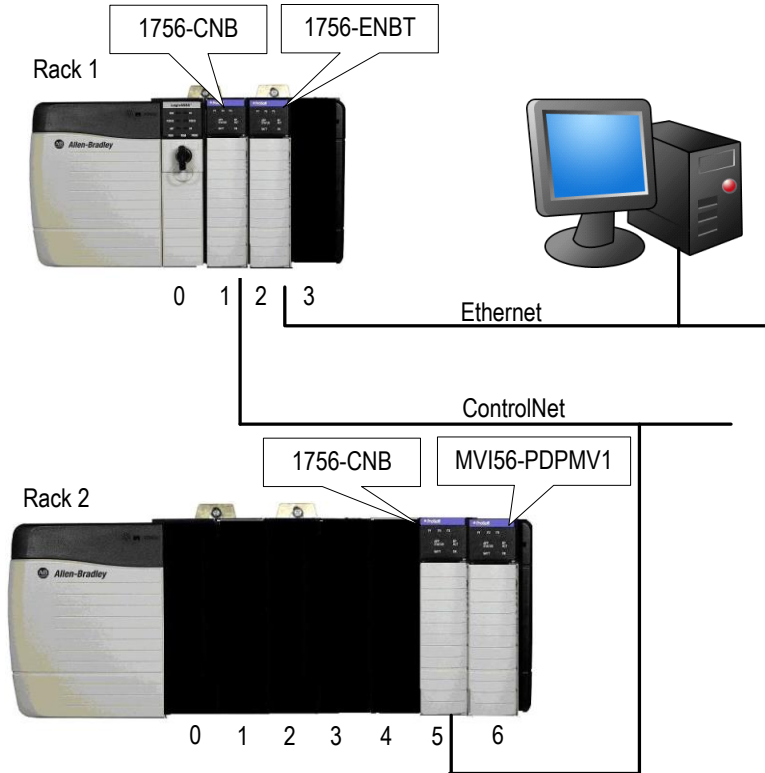 1756-CNB
1756-ENBT
Rack 1
Allen-Bradley
0 1 2 3
Ethernet
ControlNet
1756-CNB
MVI56-PDPMV1
Rack 2
Allen-Bradley
0 1 2 3 4 5 6